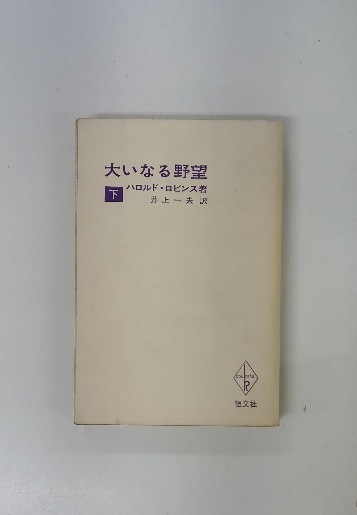 大いなる野望
下 ハロルド・ロビンス著
井上一夫 訳
恒文社